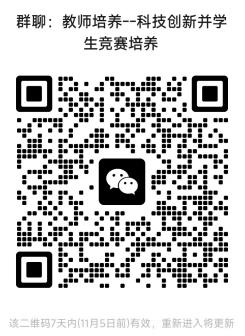 群聊：教师培养--科技创新并学
生竞赛培养
该二维码7天内(11月5日前)有效，重新进入将更新